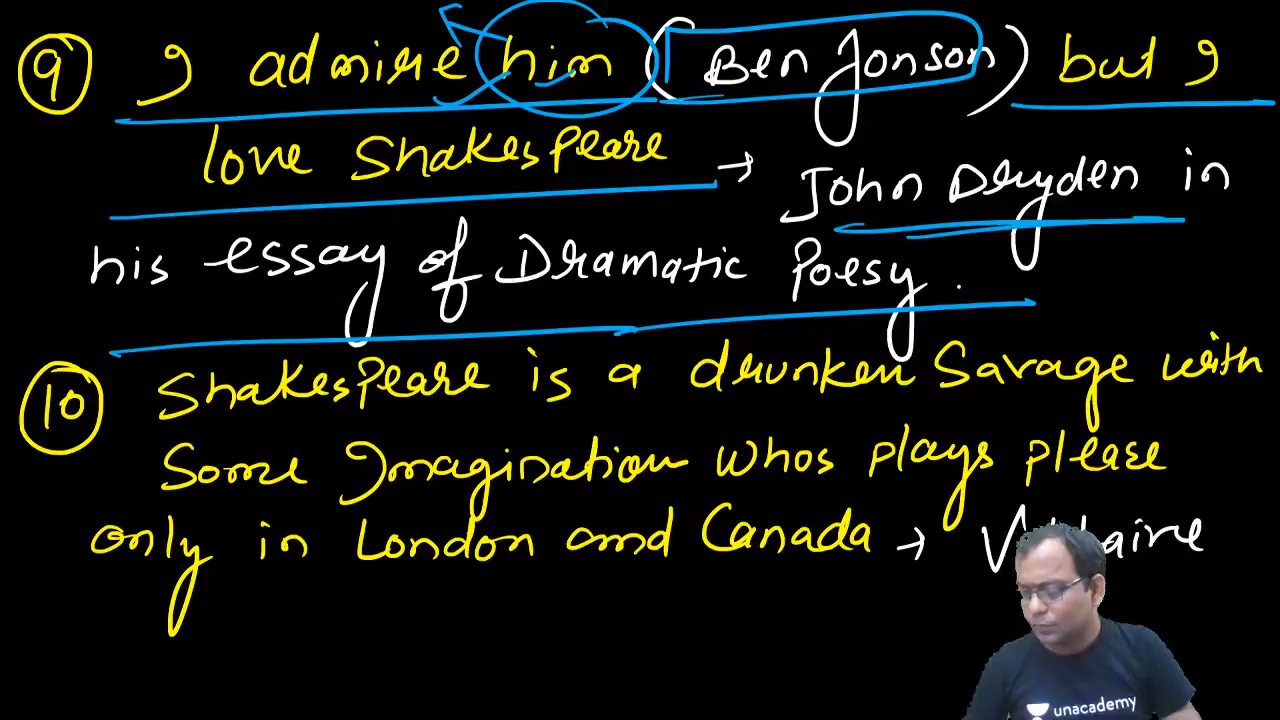 9 I admire him (Ben Jonson) but I
love Shakespeare → John Dryden in
his essay of Dramatic Poesy.
10 Shakespeare is a drunken Savage with
Some Imagination whos plays please
only in London and Canada →
unacademy